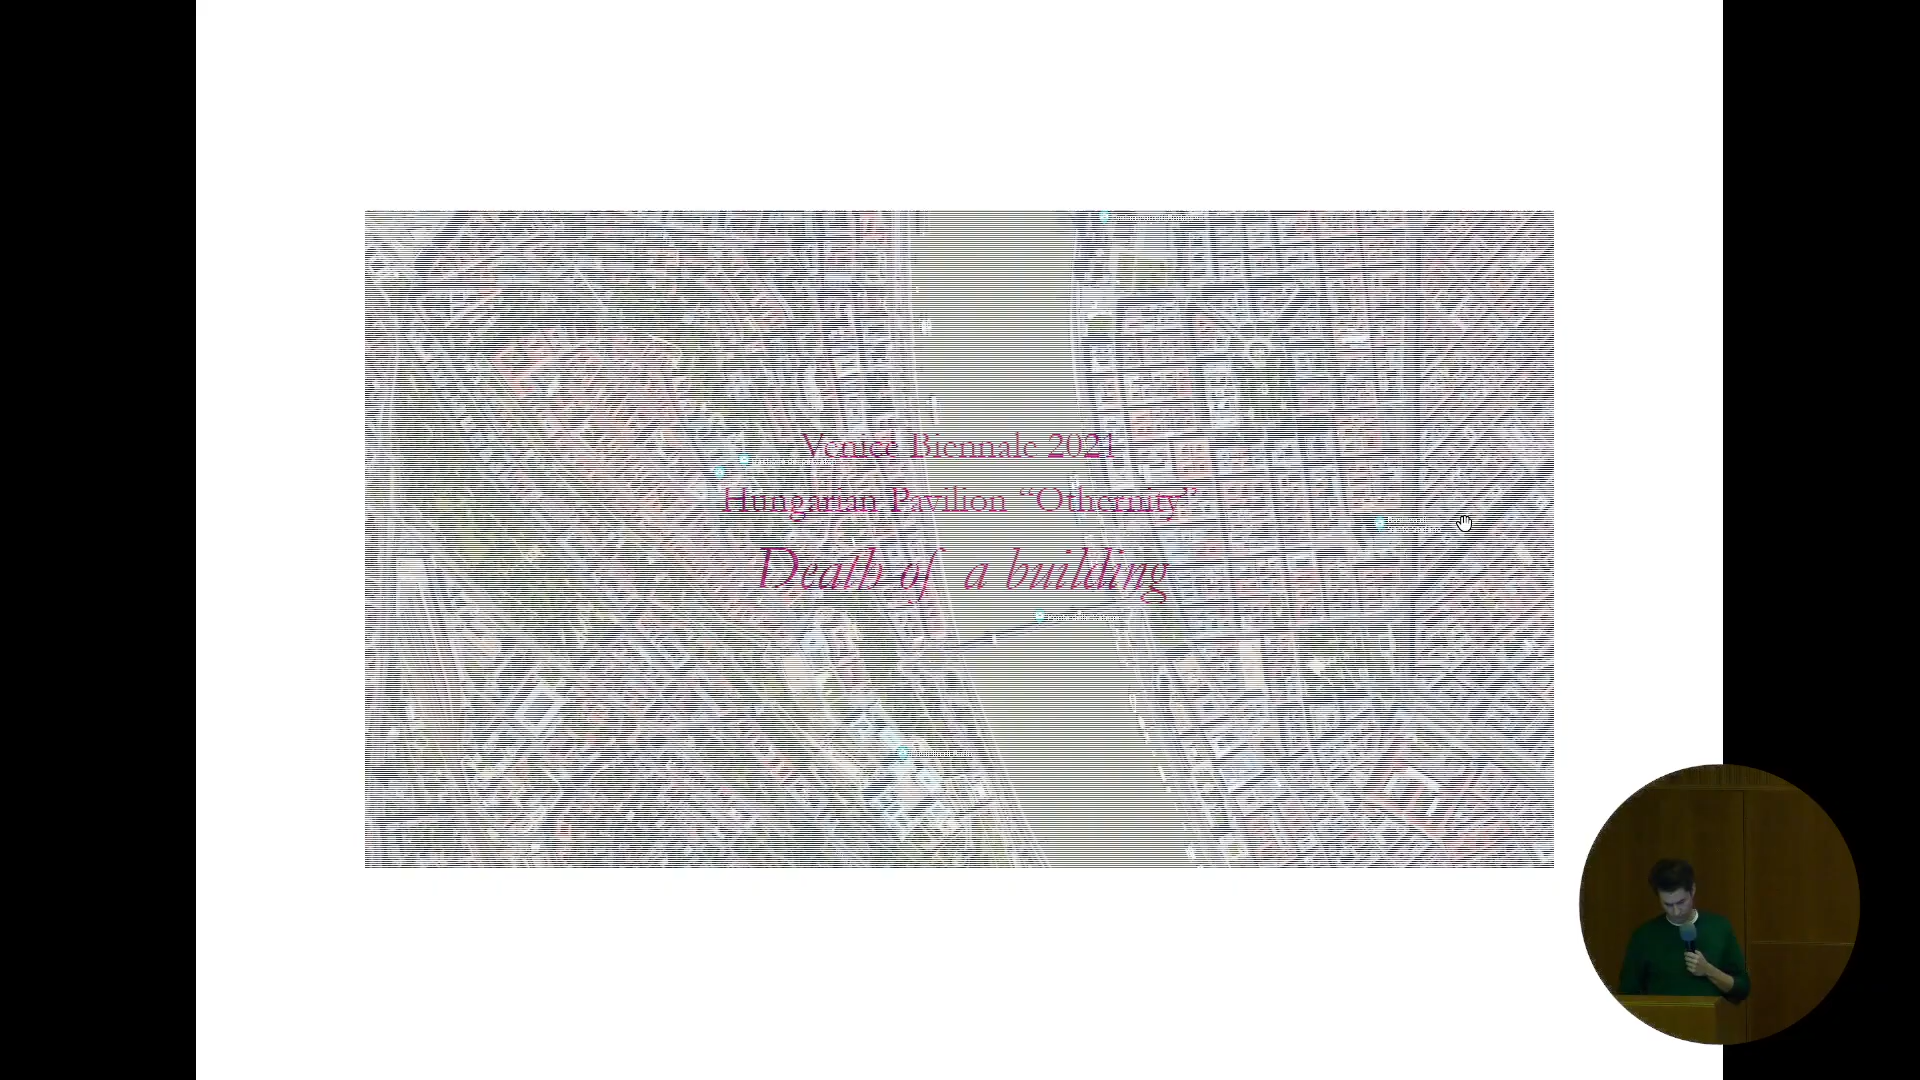 Venice Biennale 2021
Hungarian Pavilion “Othernity”
Death of a building